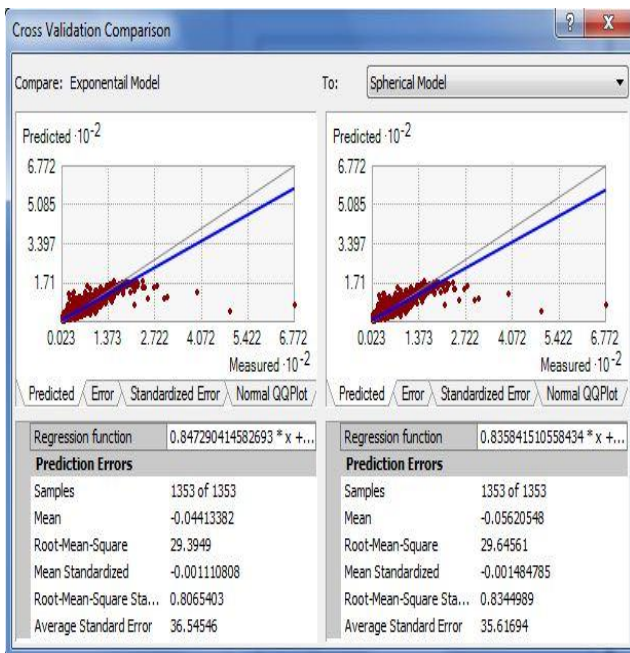 Cross Validation Comparison
Compare: Exponentail Model
To: Spherical Model
Predicted ·10⁻²
6.772
5.085
3.397
1.71
0.023 1.373 2.722 4.072 5.422 6.772
Measured ·10⁻²
Predicted Error Standardized Error Normal QQPlot
Regression function 0.847290414582693 * x +...
Prediction Errors
Samples 1353 of 1353
Mean -0.04413382
Root-Mean-Square 29.3949
Mean Standardized -0.001110808
Root-Mean-Square Sta... 0.8065403
Average Standard Error 36.54546
Predicted ·10⁻²
6.772
5.085
3.397
1.71
0.023 1.373 2.722 4.072 5.422 6.772
Measured ·10⁻²
Predicted Error Standardized Error Normal QQPlot
Regression function 0.835841510558434 * x +...
Prediction Errors
Samples 1353 of 1353
Mean -0.05620548
Root-Mean-Square 29.64561
Mean Standardized -0.001484785
Root-Mean-Square Sta... 0.8344989
Average Standard Error 35.61694